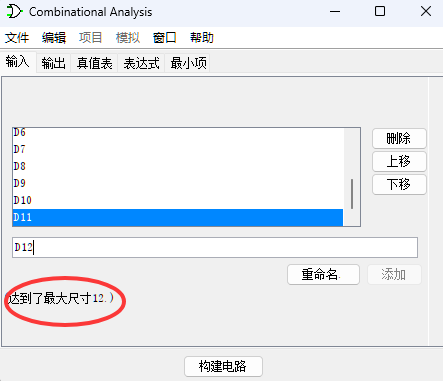 Combinational Analysis
文件 编辑 项目 模拟 窗口 帮助
输入 输出 真值表 表达式 最小项
D6
D7
D8
D9
D10
D11
删除
上移
下移
D12
重命名. 添加
达到了最大尺寸12.)
构建电路